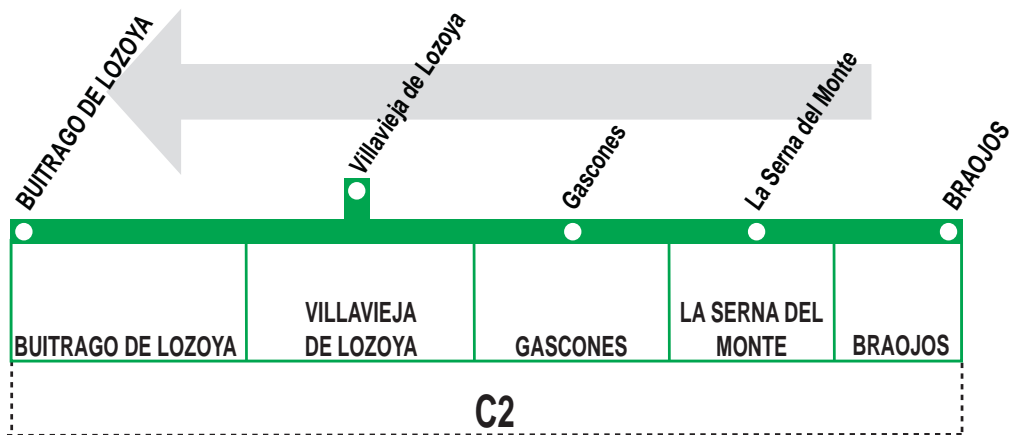 BUITRAGO DE LOZOYA
Villavieja de Lozoya
Gascones
La Serna del Monte
BRAOJOS
BUITRAGO DE LOZOYA
VILLAVIEJA
DE LOZOYA
GASCONES
LA SERNA DEL
MONTE
BRAOJOS
C2